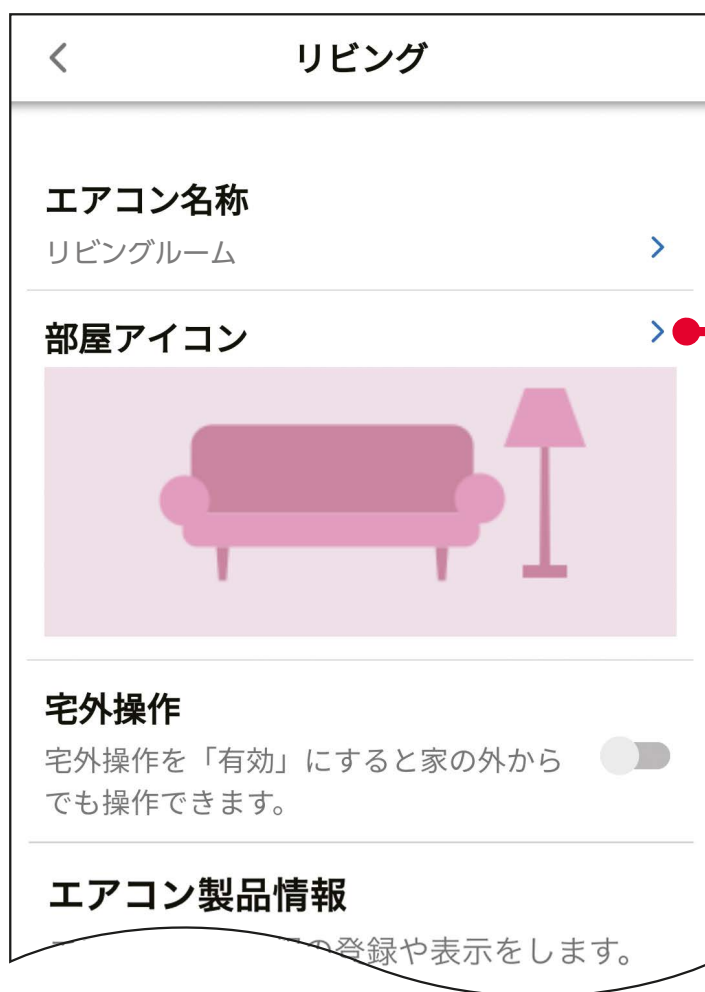 リビング
エアコン名称
リビングルーム
部屋アイコン
宅外操作
宅外操作を「有効」にすると家の外から
でも操作できます。
エアコン製品情報
の登録や表示をします。